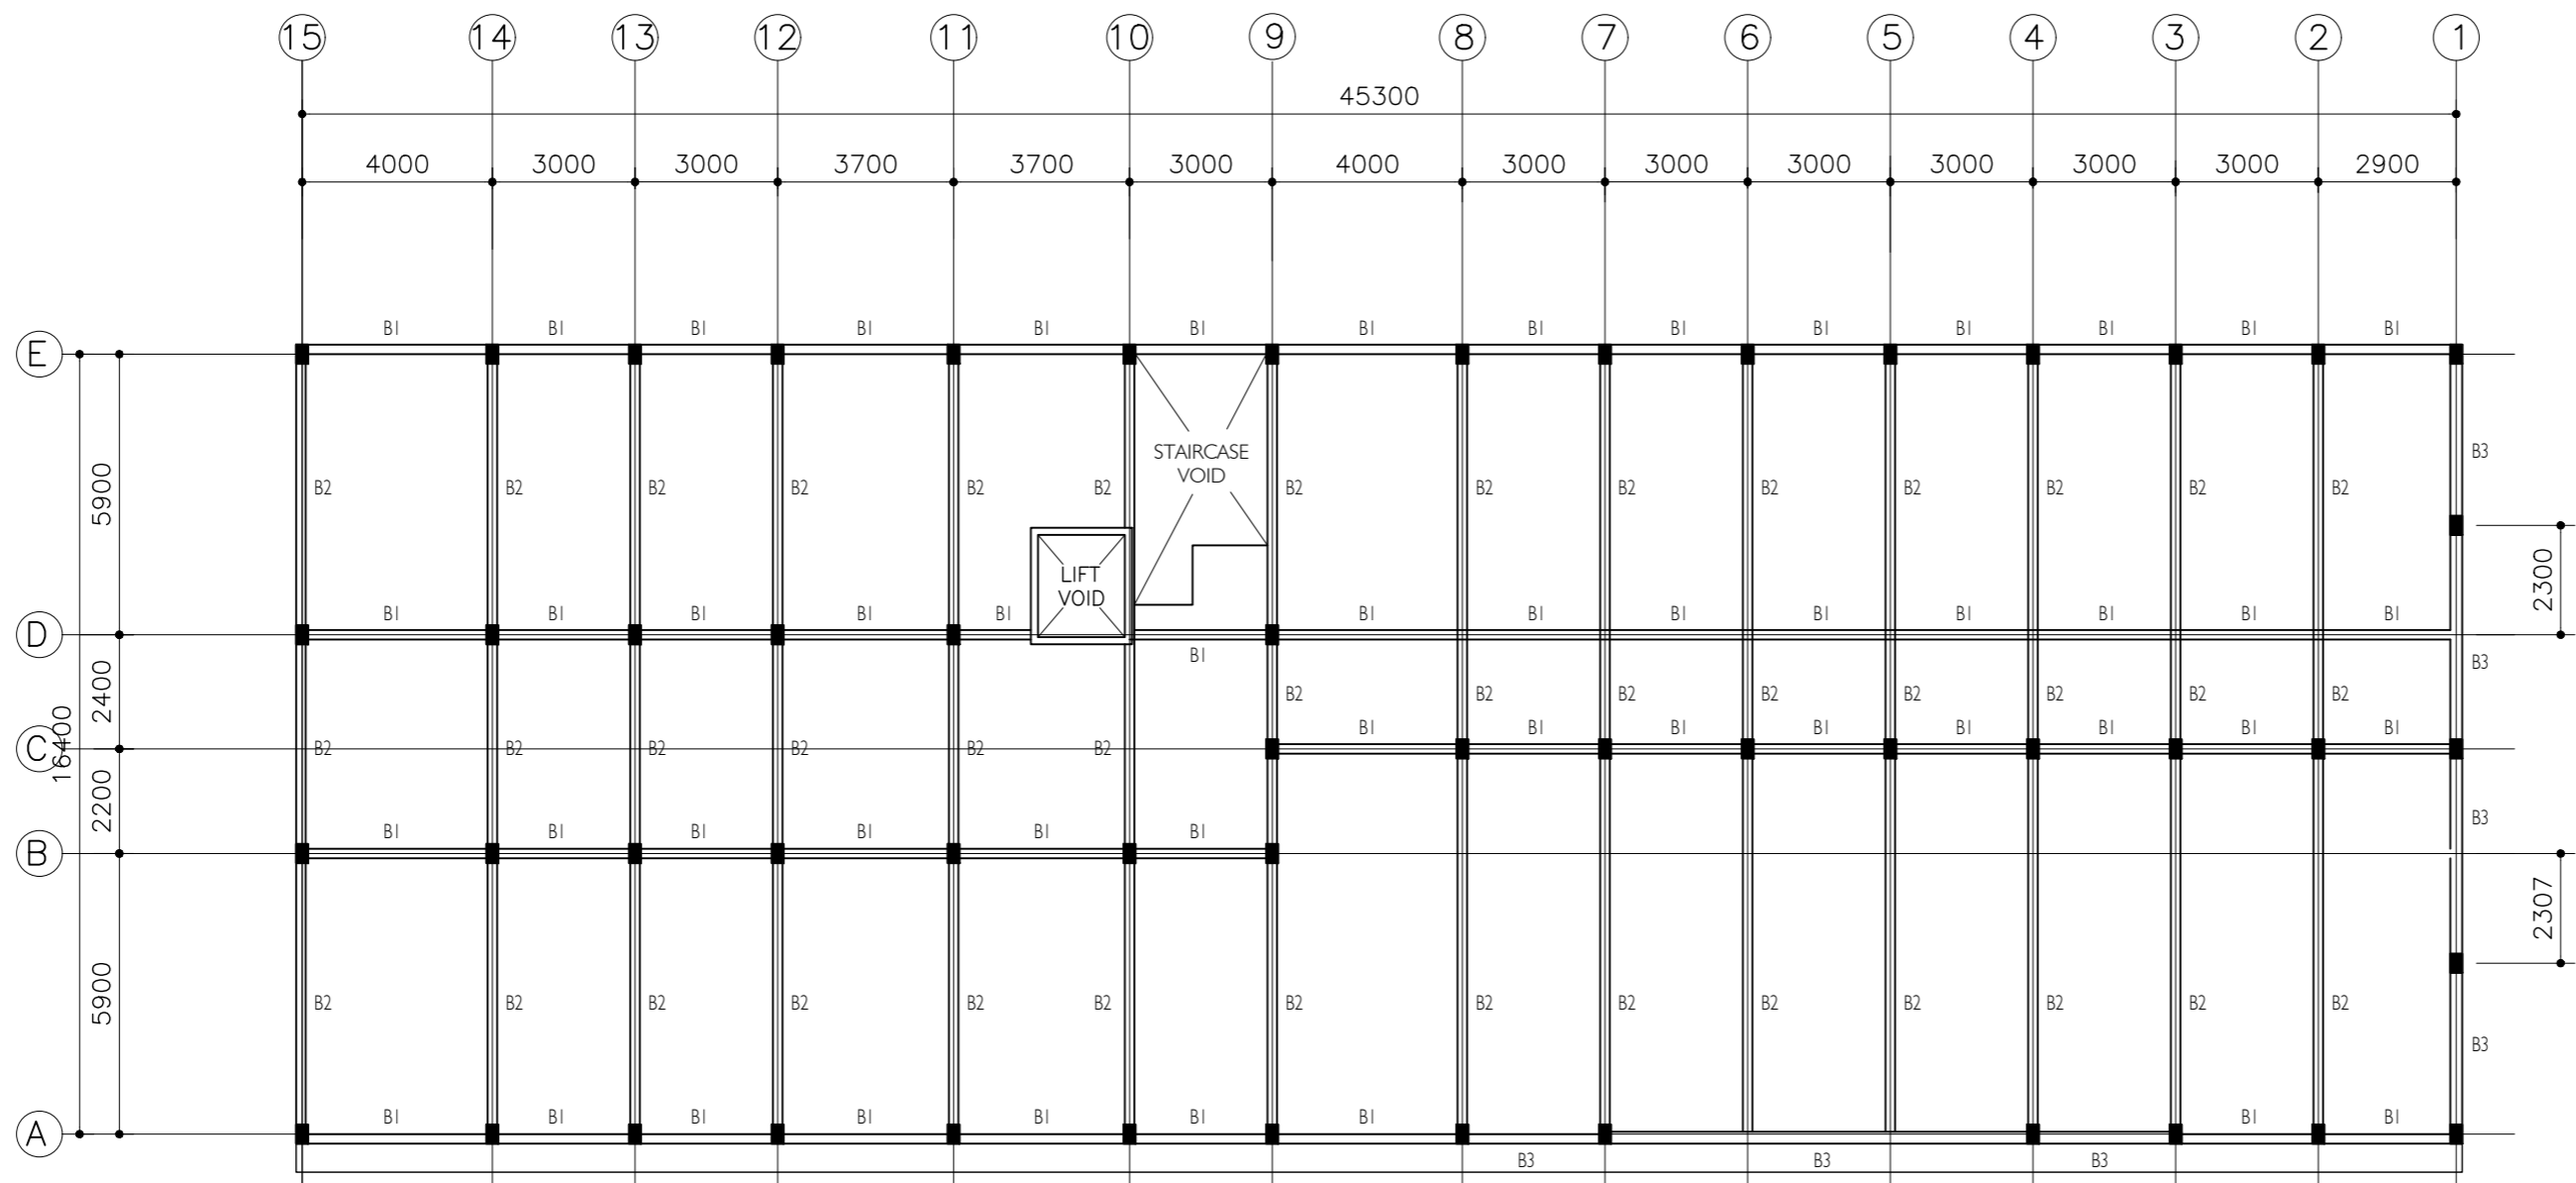 15 14 13 12 11 10 9 8 7 6 5 4 3 2 1
45300
4000 3000 3000 3700 3700 3000 4000 3000 3000 3000 3000 3000 3000 2900
B1 B1 B1 B1 B1 B1 B1 B1 B1 B1 B1 B1 B1 B1
E
STAIRCASE
VOID
B3
5900
B2 B2 B2 B2 B2 B2 B2 B2 B2 B2 B2 B2 B2 B2
LIFT
VOID
2300
B1 B1 B1 B1 B1 B1 B1 B1 B1 B1 B1 B1 B1
D
B1
B3
2400
B2 B2 B2 B2 B2 B2 B2 B2
B1 B1 B1 B1 B1 B1 B1 B1
C
16400
B2 B2 B2 B2 B2 B2
2200
B3
B1 B1 B1 B1 B1 B1
B
2307
5900
B2 B2 B2 B2 B2 B2 B2 B2 B2 B2 B2 B2 B2 B2
B3
B1 B1 B1 B1 B1 B1 B1 B1 B1
A
B3 B3 B3